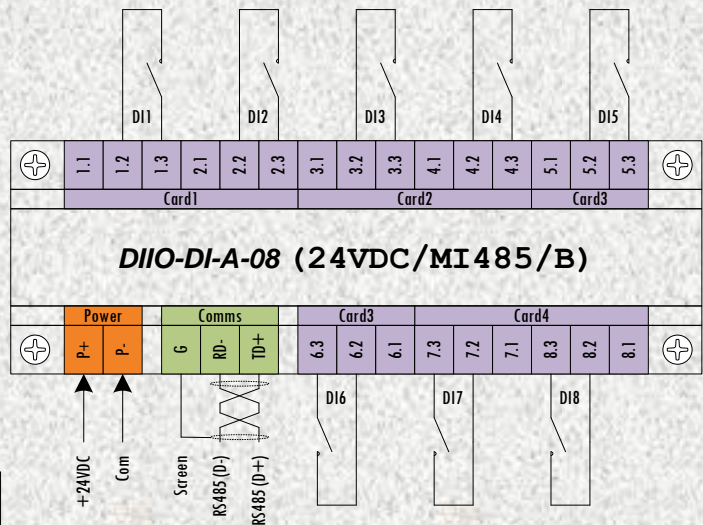 DI1 DI2 DI3 DI4 DI5
1.1 1.2 1.3 2.1 2.2 2.3 3.1 3.2 3.3 4.1 4.2 4.3 5.1 5.2 5.3
Card1 Card2 Card3
DIIO-DI-A-08 (24VDC/MI485/B)
Power Comms Card3 Card4
P+ P- G RD- TD+ 6.3 6.2 6.1 7.3 7.2 7.1 8.3 8.2 8.1
DI6 DI7 DI8
+24VDC Com Screen RS485 (D-) RS485 (D+)